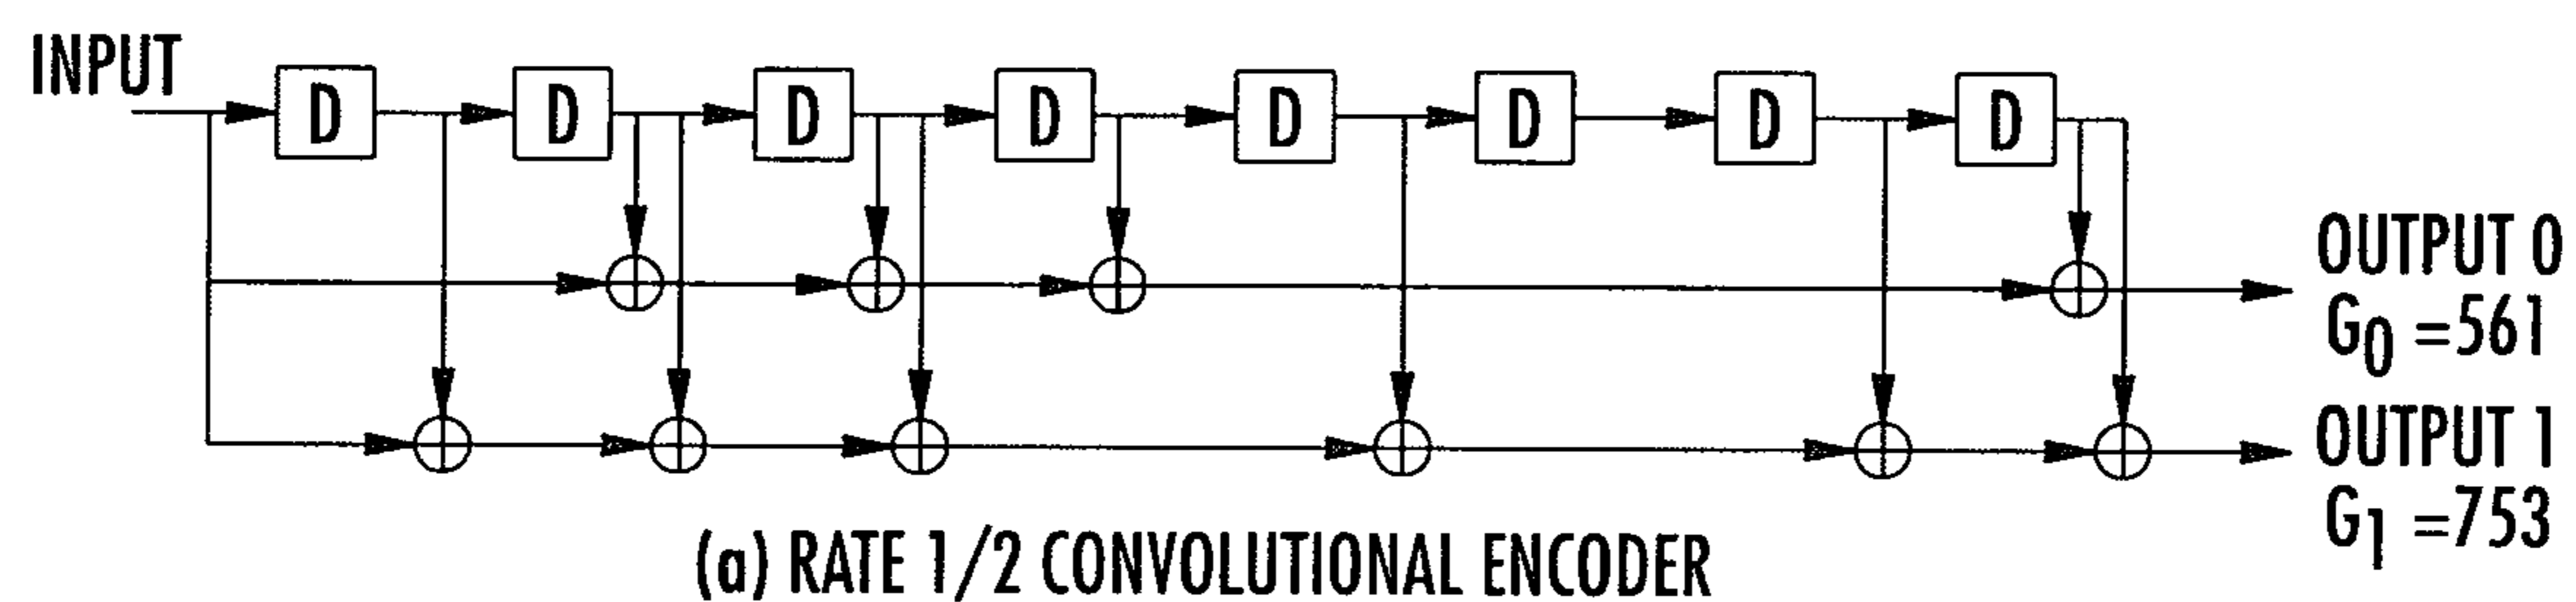 INPUT
D D D D D D D D
OUTPUT 0
G0 =561
OUTPUT 1
G1 =753
(a) RATE 1/2 CONVOLUTIONAL ENCODER